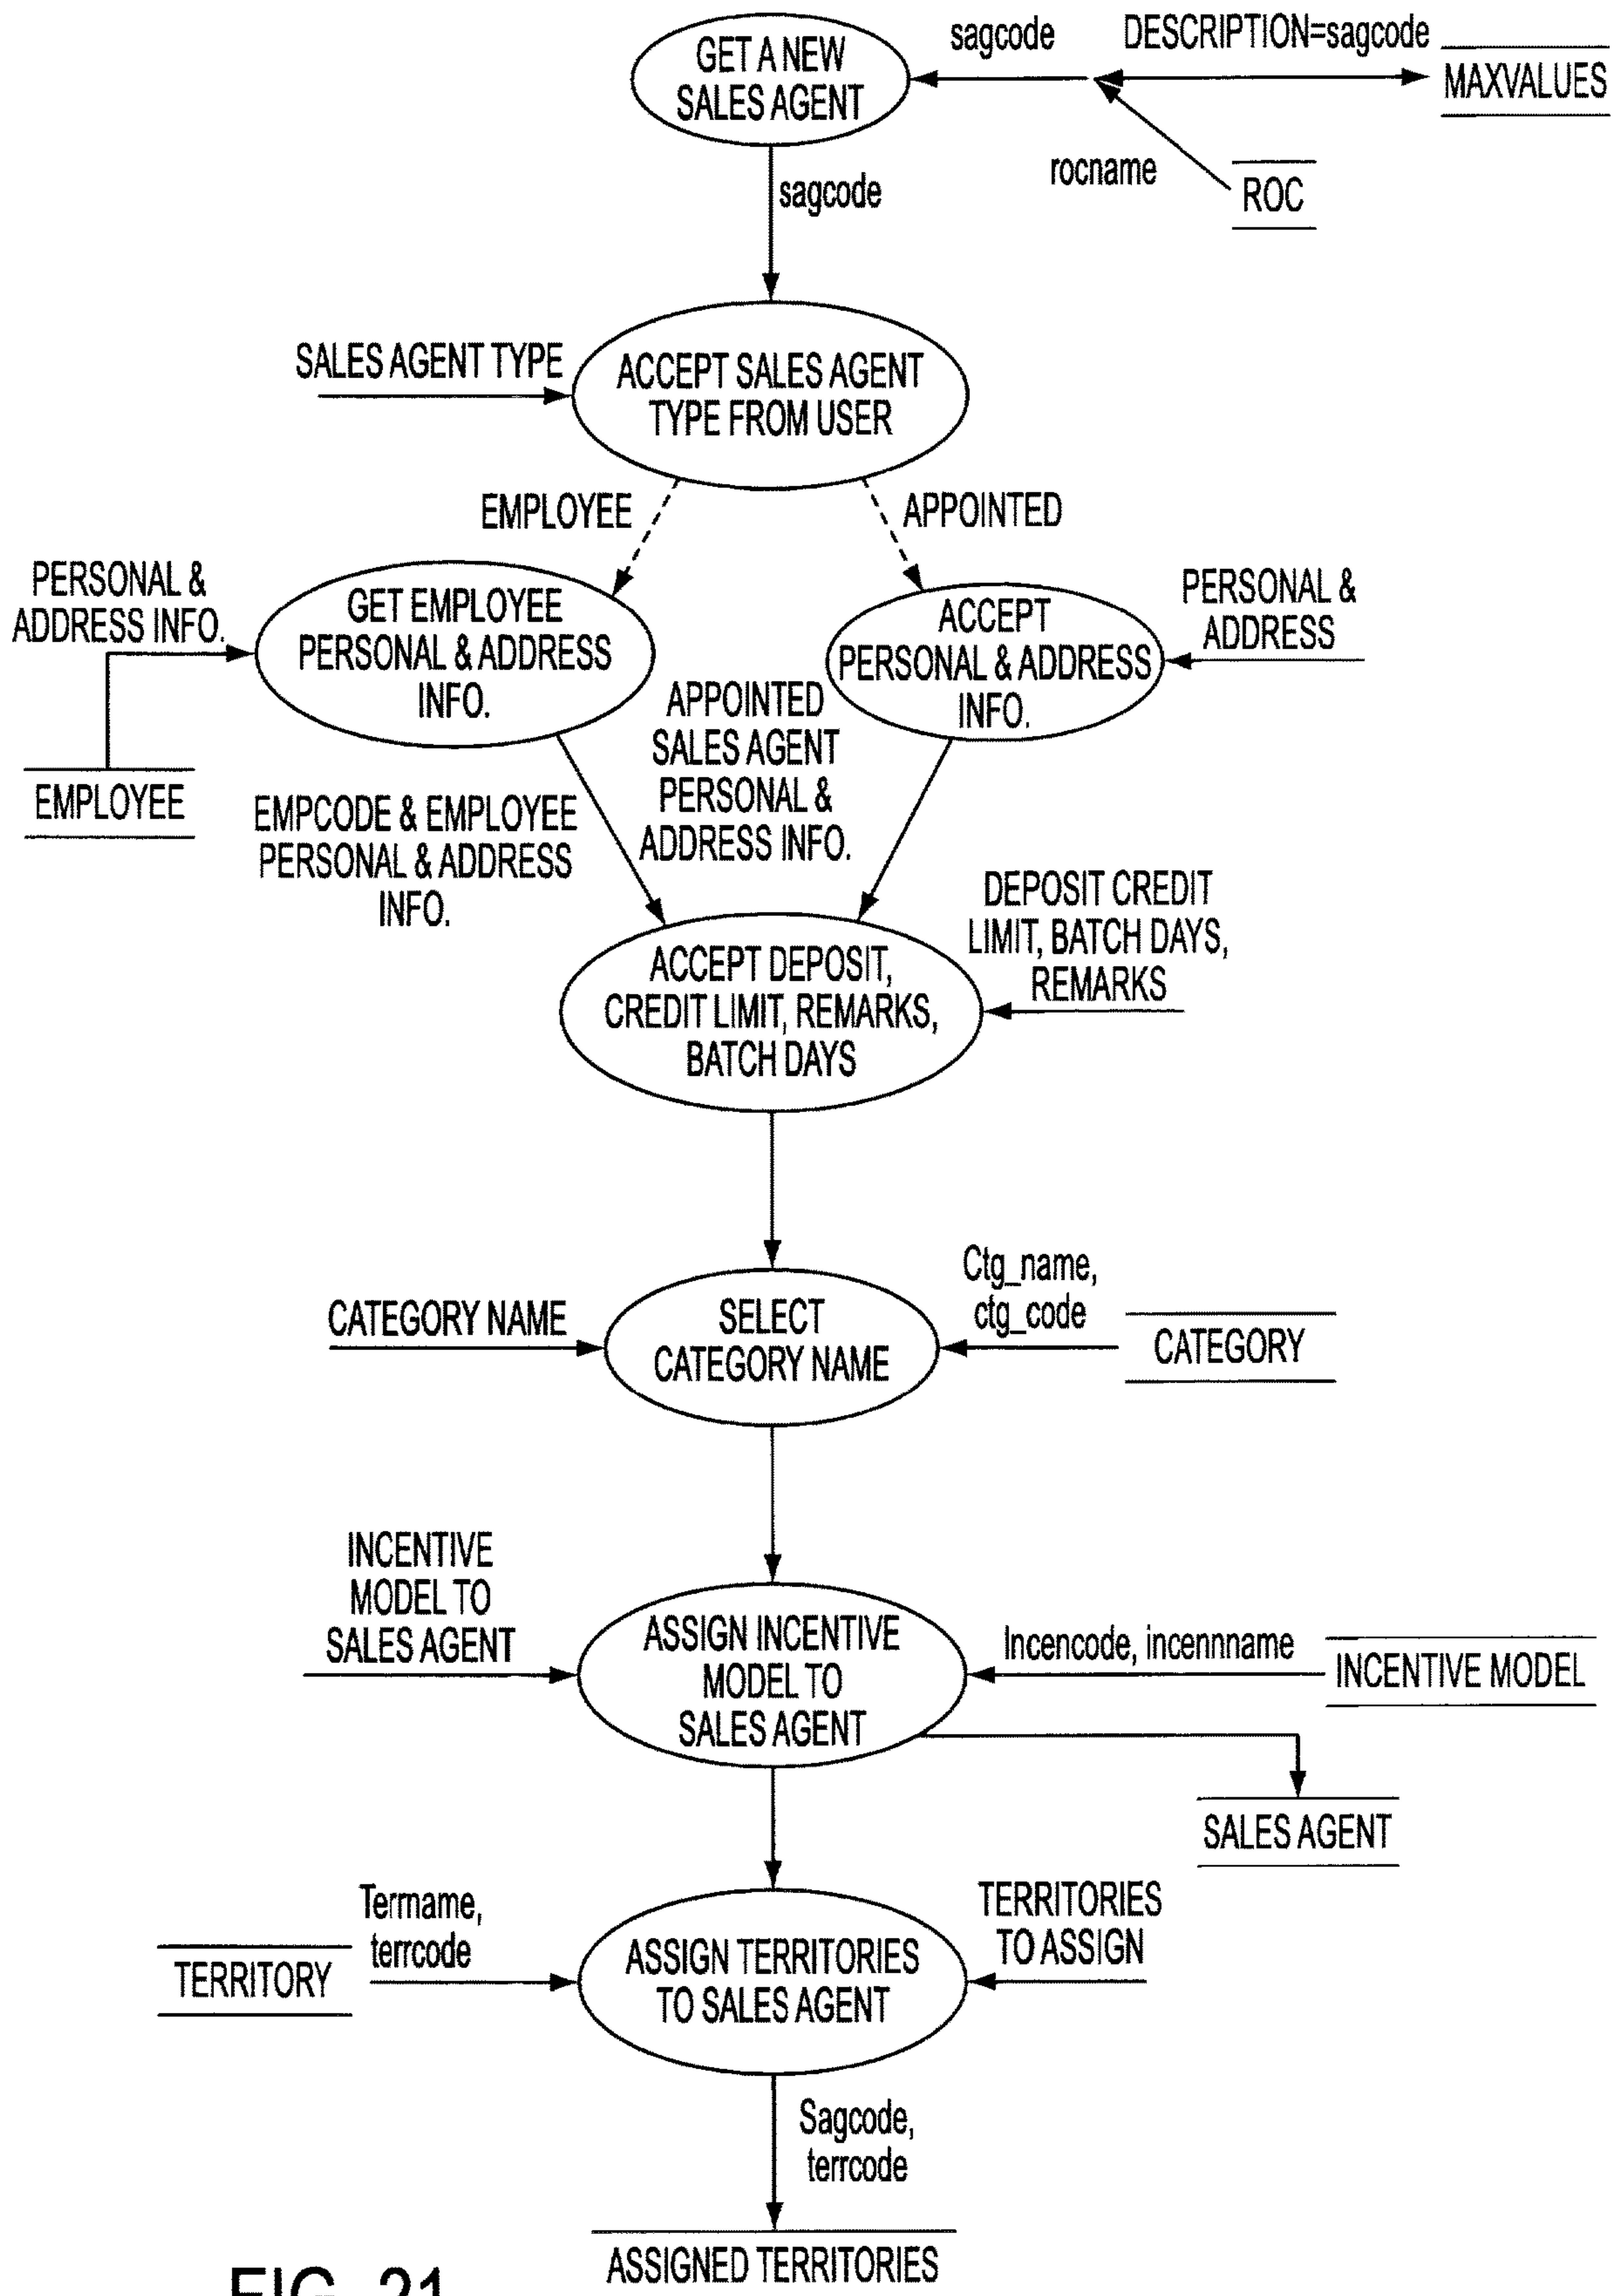 GET A NEW
SALES AGENT
sagcode
DESCRIPTION=sagcode
MAXVALUES
rocname
ROC
sagcode
SALES AGENT TYPE
ACCEPT SALES AGENT
TYPE FROM USER
EMPLOYEE
APPOINTED
PERSONAL &
ADDRESS INFO.
GET EMPLOYEE
PERSONAL & ADDRESS
INFO.
ACCEPT
PERSONAL & ADDRESS
INFO.
PERSONAL &
ADDRESS
EMPLOYEE
EMPCODE & EMPLOYEE
PERSONAL & ADDRESS
INFO.
APPOINTED
SALES AGENT
PERSONAL &
ADDRESS INFO.
DEPOSIT CREDIT
LIMIT, BATCH DAYS,
REMARKS
ACCEPT DEPOSIT,
CREDIT LIMIT, REMARKS,
BATCH DAYS
CATEGORY NAME
SELECT
CATEGORY NAME
Ctg_name,
ctg_code
CATEGORY
INCENTIVE
MODEL TO
SALES AGENT
ASSIGN INCENTIVE
MODEL TO
SALES AGENT
Incencode, incennname
INCENTIVE MODEL
SALES AGENT
Terrname,
terrcode
TERRITORY
ASSIGN TERRITORIES
TO SALES AGENT
TERRITORIES
TO ASSIGN
Sagcode,
terrcode
ASSIGNED TERRITORIES
FIG. 21